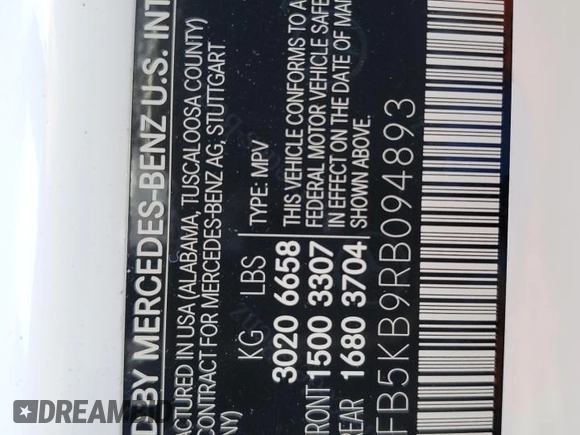 D BY MERCEDES-BENZ U.S. INT
ACTURED IN USA (ALABAMA, TUSCALOOSA COUNTY)
CONTRACT FOR MERCEDES-BENZ AG, STUTTGART
NY)
KG LBS
TYPE: MPV
3020 6658
THIS VEHICLE CONFORMS TO A
RONT 1500 3307
FEDERAL MOTOR VEHICLE SAFE
REAR 1680 3704
IN EFFECT ON THE DATE OF MAN
SHOWN ABOVE.
FB5KB9RB094893
DREAMBID